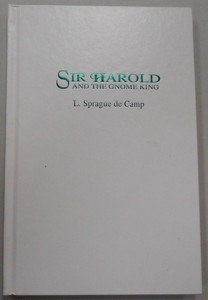 SIR HAROLD
AND THE GNOME KING
L. Sprague de Camp